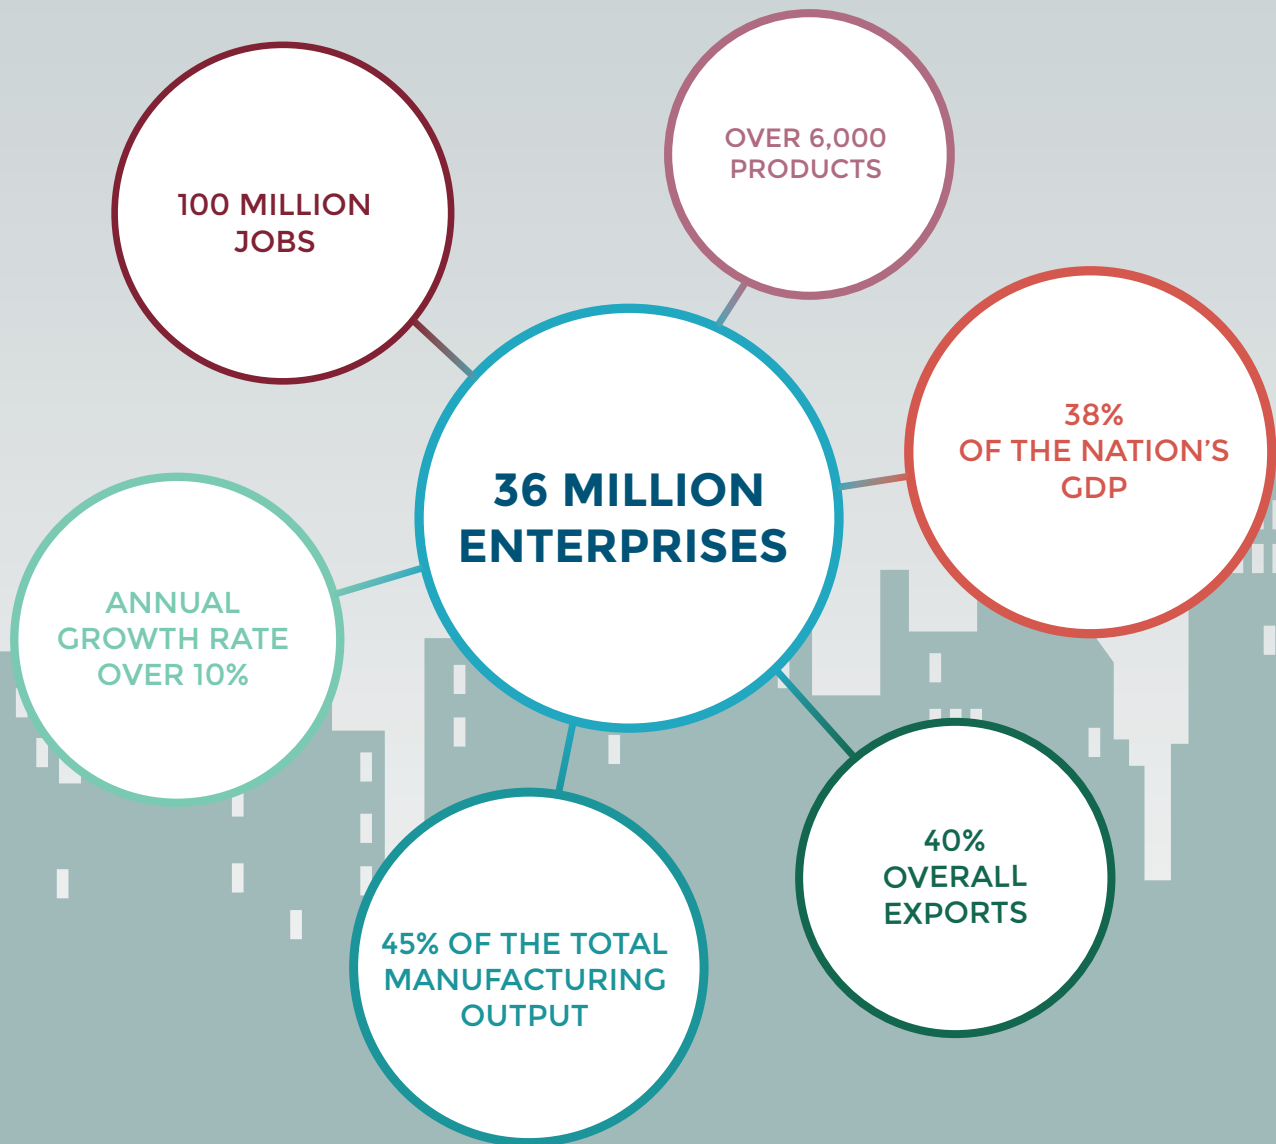 OVER 6,000
PRODUCTS
100 MILLION
JOBS
38%
OF THE NATION’S
GDP
36 MILLION
ENTERPRISES
ANNUAL
GROWTH RATE
OVER 10%
40%
OVERALL
EXPORTS
45% OF THE TOTAL
MANUFACTURING
OUTPUT